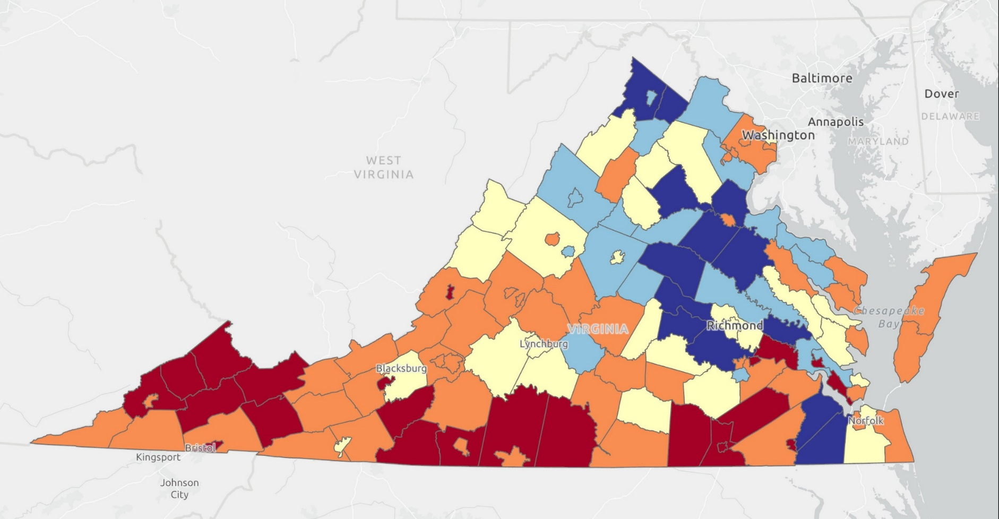 Baltimore
Dover
DELAWARE
Annapolis
Washington
MARYLAND
WEST
VIRGINIA
Chesapeake
Bay
Richmond
VIRGINIA
Lynchburg
Blacksburg
Norfolk
Bristol
Kingsport
Johnson
City